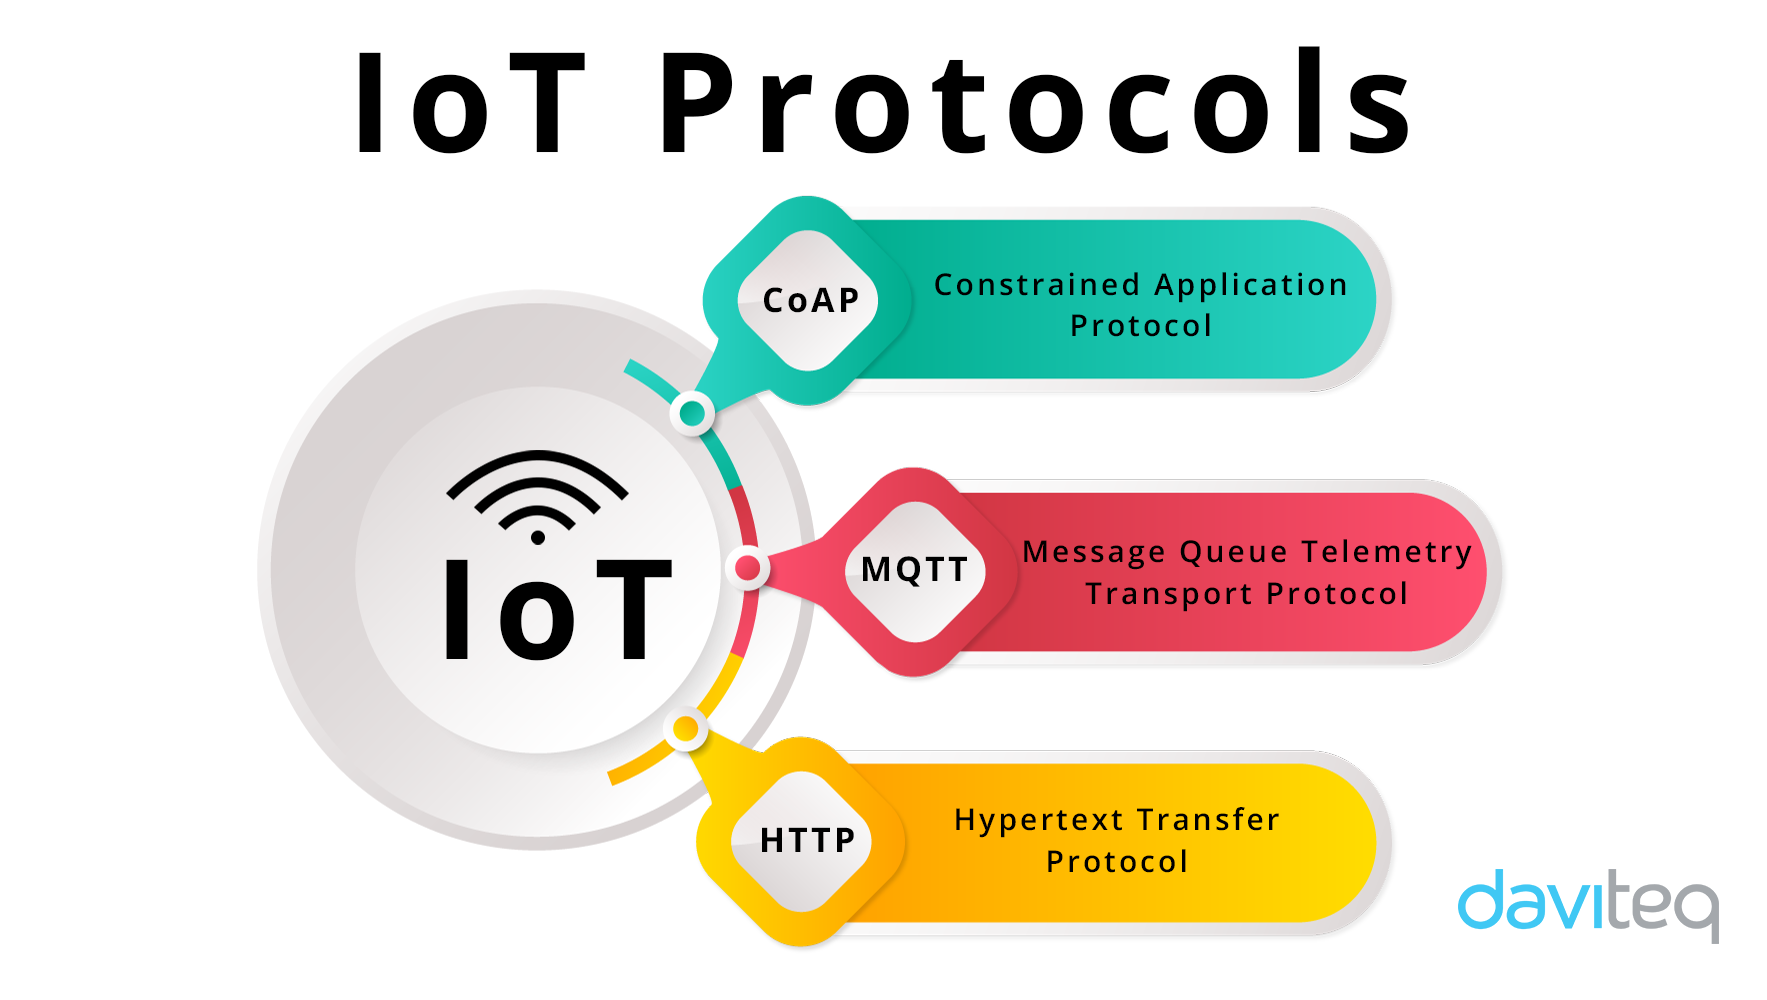 IoT Protocols
CoAP
Constrained Application
Protocol
IoT
MQTT
Message Queue Telemetry
Transport Protocol
HTTP
Hypertext Transfer
Protocol
daviteq